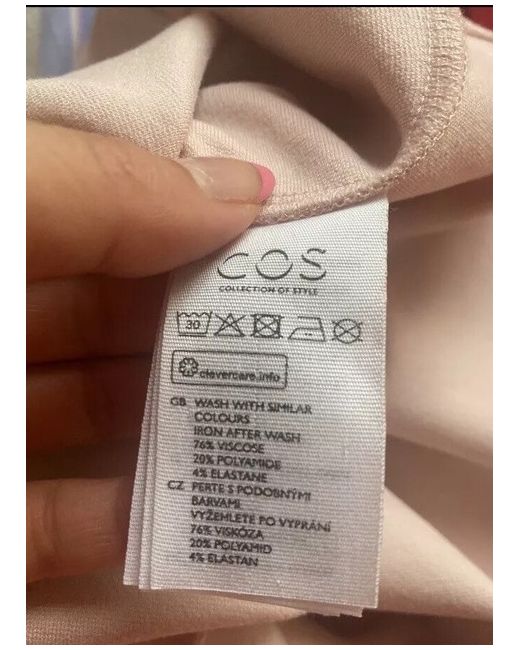 COS
COLLECTION OF STYLE
30
clevercare.info
GB WASH WITH SIMILAR
COLOURS
IRON AFTER WASH
76% VISCOSE
20% POLYAMIDE
4% ELASTANE
CZ PERTE S PODOBNÝMI
BARVAMI
VYŽEHLETE PO VYPRÁNÍ
76% VISKÓZA
20% POLYAMID
4% ELASTAN